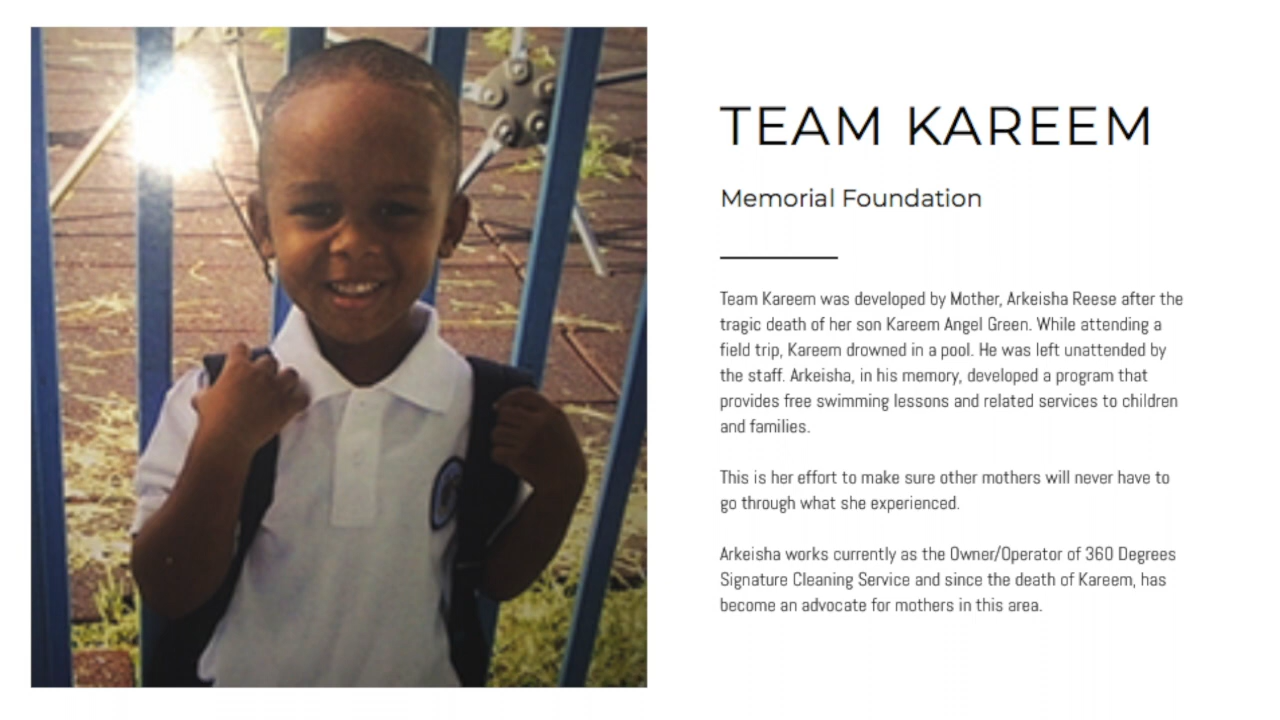 TEAM KAREEM
Memorial Foundation
Team Kareem was developed by Mother, Arkeisha Reese after the
tragic death of her son Kareem Angel Green. While attending a
field trip, Kareem drowned in a pool. He was left unattended by
the staff. Arkeisha, in his memory, developed a program that
provides free swimming lessons and related services to children
and families.
This is her effort to make sure other mothers will never have to
go through what she experienced.
Arkeisha works currently as the Owner/Operator of 360 Degrees
Signature Cleaning Service and since the death of Kareem, has
become an advocate for mothers in this area.